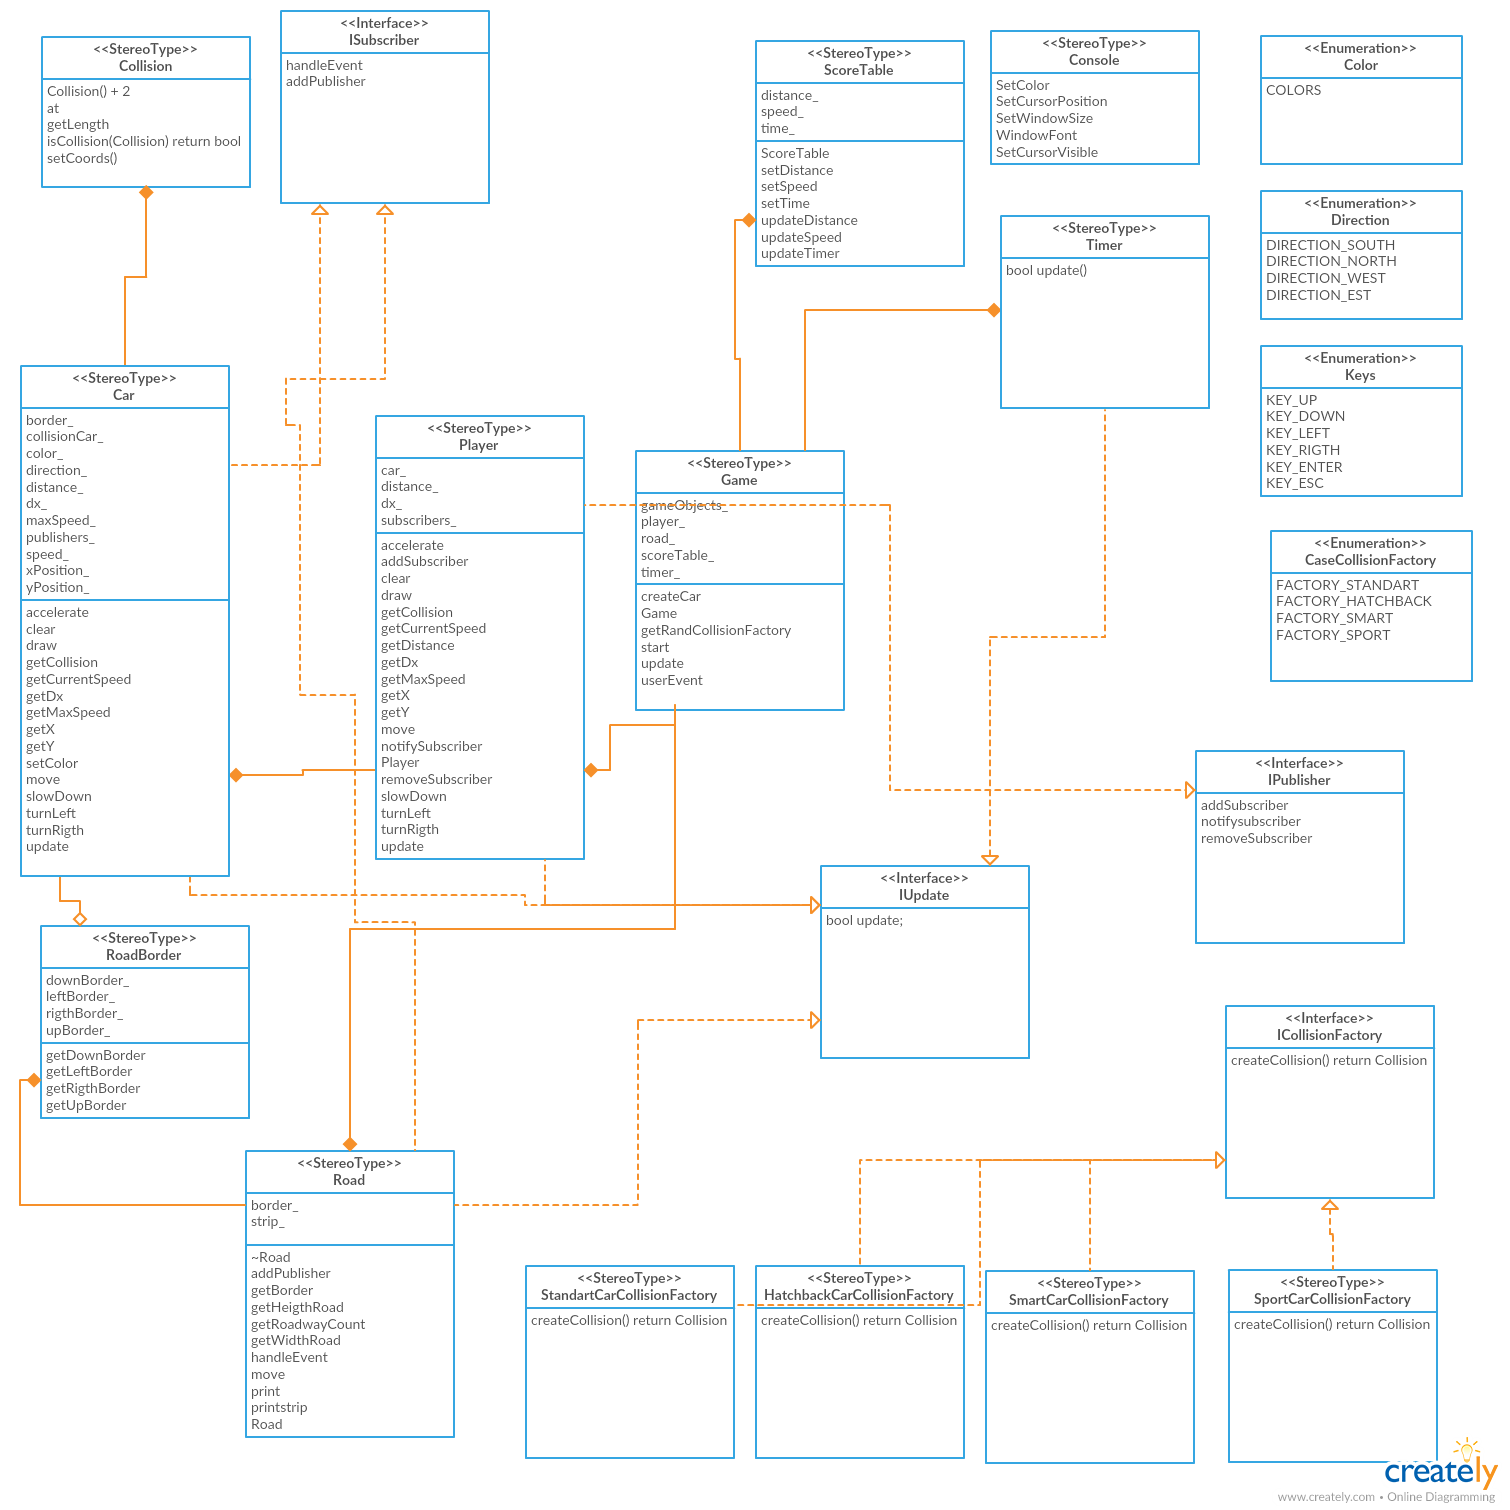 <<StereoType>>
Collision
Collision() + 2
at
getLength
isCollision(Collision) return bool
setCoords()
<<Interface>>
ISubscriber
handleEvent
addPublisher
<<StereoType>>
ScoreTable
distance_
speed_
time_
ScoreTable
setDistance
setSpeed
setTime
updateDistance
updateSpeed
updateTimer
<<StereoType>>
Console
SetColor
SetCursorPosition
SetWindowSize
WindowFont
SetCursorVisible
<<Enumeration>>
Color
COLORS
<<StereoType>>
Timer
bool update()
<<Enumeration>>
Direction
DIRECTION_SOUTH
DIRECTION_NORTH
DIRECTION_WEST
DIRECTION_EST
<<Enumeration>>
Keys
KEY_UP
KEY_DOWN
KEY_LEFT
KEY_RIGTH
KEY_ENTER
KEY_ESC
<<StereoType>>
Car
border_
collisionCar_
color_
direction_
distance_
dx_
maxSpeed_
publishers_
speed_
xPosition_
yPosition_
accelerate
clear
draw
getCollision
getCurrentSpeed
getDx
getMaxSpeed
getX
getY
setColor
move
slowDown
turnLeft
turnRigth
update
<<StereoType>>
Player
car_
distance_
dx_
subscribers_
accelerate
addSubscriber
clear
draw
getCollision
getCurrentSpeed
getDistance
getDx
getMaxSpeed
getX
getY
move
notifySubscriber
Player
removeSubscriber
slowDown
turnLeft
turnRigth
update
<<StereoType>>
Game
gameObjects_
player_
road_
scoreTable_
timer_
createCar
Game
getRandCollisionFactory
start
update
userEvent
<<Enumeration>>
CaseCollisionFactory
FACTORY_STANDART
FACTORY_HATCHBACK
FACTORY_SMART
FACTORY_SPORT
<<Interface>>
IPublisher
addSubscriber
notifysubscriber
removeSubscriber
<<Interface>>
IUpdate
bool update;
<<StereoType>>
RoadBorder
downBorder_
leftBorder_
rigthBorder_
upBorder_
getDownBorder
getLeftBorder
getRigthBorder
getUpBorder
<<Interface>>
ICollisionFactory
createCollision() return Collision
<<StereoType>>
Road
border_
strip_
~Road
addPublisher
getBorder
getHeigthRoad
getRoadwayCount
getWidthRoad
handleEvent
move
print
printstrip
Road
<<StereoType>>
StandartCarCollisionFactory
createCollision() return Collision
<<StereoType>>
HatchbackCarCollisionFactory
createCollision() return Collision
<<StereoType>>
SmartCarCollisionFactory
createCollision() return Collision
<<StereoType>>
SportCarCollisionFactory
createCollision() return Collision
creately
www.creately.com • Online Diagramming